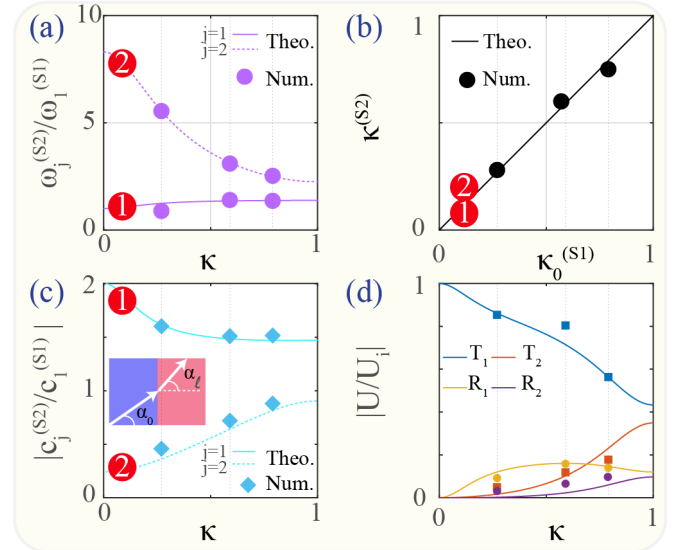 (a)
10
5
0
0
1
ω_j^(S2)/ω_1^(S1)
κ
j=1
j=2
Theo.
Num.
2
1
(b)
1
0
0
1
κ^(S2)
κ_0^(S1)
Theo.
Num.
2
1
(c)
2
1
0
0
1
|c_j^(S2)/c_1^(S1)|
κ
1
α_ℓ
α_0
2
j=1
j=2
Theo.
Num.
(d)
1
0
0
1
|U/U_i|
κ
T_1
T_2
R_1
R_2